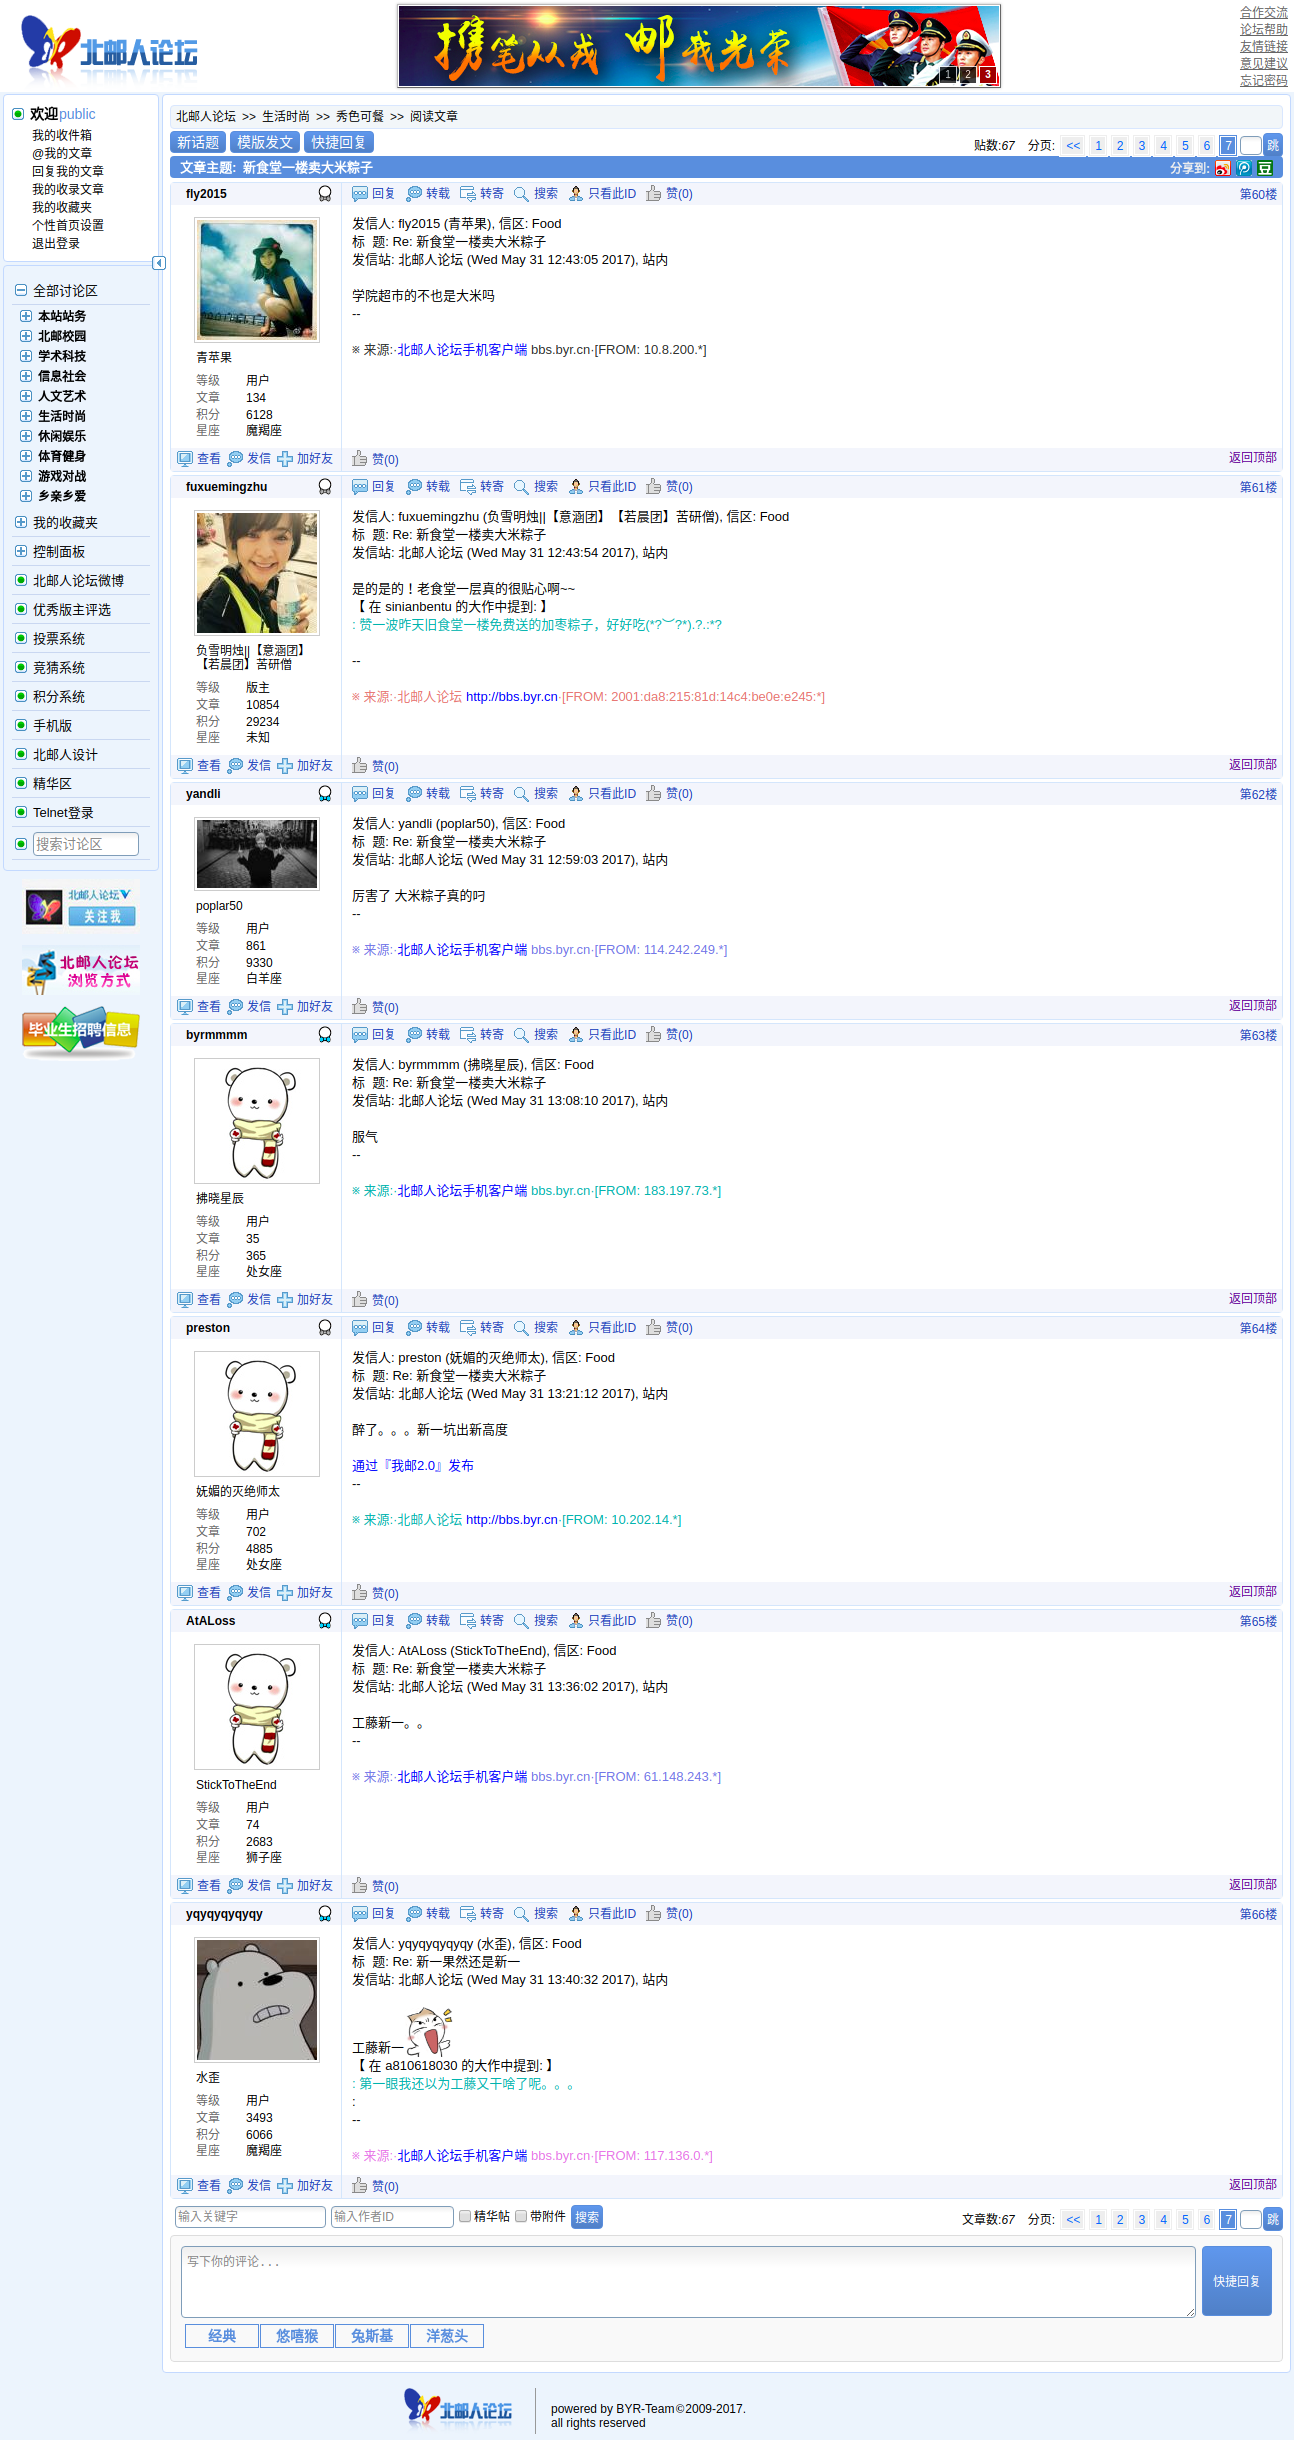 北邮人论坛
携笔从戎 邮我光荣
1 2 3
合作交流
论坛帮助
友情链接
意见建议
忘记密码
欢迎public
我的收件箱
@我的文章
回复我的文章
我的收录文章
我的收藏夹
个性首页设置
退出登录
全部讨论区
本站站务
北邮校园
学术科技
信息社会
人文艺术
生活时尚
休闲娱乐
体育健身
游戏对战
乡亲乡爱
我的收藏夹
控制面板
北邮人论坛微博
优秀版主评选
投票系统
竞猜系统
积分系统
手机版
北邮人设计
精华区
Telnet登录
搜索讨论区
北邮人论坛V
关注我
北邮人论坛
浏览方式
毕业生招聘信息
北邮人论坛 >> 生活时尚 >> 秀色可餐 >> 阅读文章
新话题 模版发文 快捷回复
贴数:67 分页: << 1 2 3 4 5 6 7 跳
文章主题: 新食堂一楼卖大米粽子
分享到: 豆
fly2015
回复 转载 转寄 搜索 只看此ID 赞(0)
第60楼
青苹果
等级 用户
文章 134
积分 6128
星座 魔羯座
发信人: fly2015 (青苹果), 信区: Food
标 题: Re: 新食堂一楼卖大米粽子
发信站: 北邮人论坛 (Wed May 31 12:43:05 2017), 站内
学院超市的不也是大米吗
--
※ 来源:·北邮人论坛手机客户端 bbs.byr.cn·[FROM: 10.8.200.*]
查看 发信 加好友
赞(0)
返回顶部
fuxuemingzhu
回复 转载 转寄 搜索 只看此ID 赞(0)
第61楼
负雪明烛||【意涵团】
【若晨团】苦研僧
等级 版主
文章 10854
积分 29234
星座 未知
发信人: fuxuemingzhu (负雪明烛||【意涵团】【若晨团】苦研僧), 信区: Food
标 题: Re: 新食堂一楼卖大米粽子
发信站: 北邮人论坛 (Wed May 31 12:43:54 2017), 站内
是的是的！老食堂一层真的很贴心啊~~
【 在 sinianbentu 的大作中提到: 】
: 赞一波昨天旧食堂一楼免费送的加枣粽子，好好吃(*?︶?*).?.:*?
--
※ 来源:·北邮人论坛 http://bbs.byr.cn·[FROM: 2001:da8:215:81d:14c4:be0e:e245:*]
查看 发信 加好友
赞(0)
返回顶部
yandli
回复 转载 转寄 搜索 只看此ID 赞(0)
第62楼
poplar50
等级 用户
文章 861
积分 9330
星座 白羊座
发信人: yandli (poplar50), 信区: Food
标 题: Re: 新食堂一楼卖大米粽子
发信站: 北邮人论坛 (Wed May 31 12:59:03 2017), 站内
厉害了 大米粽子真的叼
--
※ 来源:·北邮人论坛手机客户端 bbs.byr.cn·[FROM: 114.242.249.*]
查看 发信 加好友
赞(0)
返回顶部
byrmmmm
回复 转载 转寄 搜索 只看此ID 赞(0)
第63楼
拂晓星辰
等级 用户
文章 35
积分 365
星座 处女座
发信人: byrmmmm (拂晓星辰), 信区: Food
标 题: Re: 新食堂一楼卖大米粽子
发信站: 北邮人论坛 (Wed May 31 13:08:10 2017), 站内
服气
--
※ 来源:·北邮人论坛手机客户端 bbs.byr.cn·[FROM: 183.197.73.*]
查看 发信 加好友
赞(0)
返回顶部
preston
回复 转载 转寄 搜索 只看此ID 赞(0)
第64楼
妩媚的灭绝师太
等级 用户
文章 702
积分 4885
星座 处女座
发信人: preston (妩媚的灭绝师太), 信区: Food
标 题: Re: 新食堂一楼卖大米粽子
发信站: 北邮人论坛 (Wed May 31 13:21:12 2017), 站内
醉了。。。新一坑出新高度
通过『我邮2.0』发布
--
※ 来源:·北邮人论坛 http://bbs.byr.cn·[FROM: 10.202.14.*]
查看 发信 加好友
赞(0)
返回顶部
AtALoss
回复 转载 转寄 搜索 只看此ID 赞(0)
第65楼
StickToTheEnd
等级 用户
文章 74
积分 2683
星座 狮子座
发信人: AtALoss (StickToTheEnd), 信区: Food
标 题: Re: 新食堂一楼卖大米粽子
发信站: 北邮人论坛 (Wed May 31 13:36:02 2017), 站内
工藤新一。。
--
※ 来源:·北邮人论坛手机客户端 bbs.byr.cn·[FROM: 61.148.243.*]
查看 发信 加好友
赞(0)
返回顶部
yqyqyqyqyqy
回复 转载 转寄 搜索 只看此ID 赞(0)
第66楼
水歪
等级 用户
文章 3493
积分 6066
星座 魔羯座
发信人: yqyqyqyqyqy (水歪), 信区: Food
标 题: Re: 新一果然还是新一
发信站: 北邮人论坛 (Wed May 31 13:40:32 2017), 站内
工藤新一
【 在 a810618030 的大作中提到: 】
: 第一眼我还以为工藤又干啥了呢。。。
:
--
※ 来源:·北邮人论坛手机客户端 bbs.byr.cn·[FROM: 117.136.0.*]
查看 发信 加好友
赞(0)
返回顶部
输入关键字 输入作者ID 精华帖 带附件 搜索
文章数:67 分页: << 1 2 3 4 5 6 7 跳
写下你的评论...
快捷回复
经典 悠嘻猴 兔斯基 洋葱头
北邮人论坛
powered by BYR-Team©2009-2017.
all rights reserved